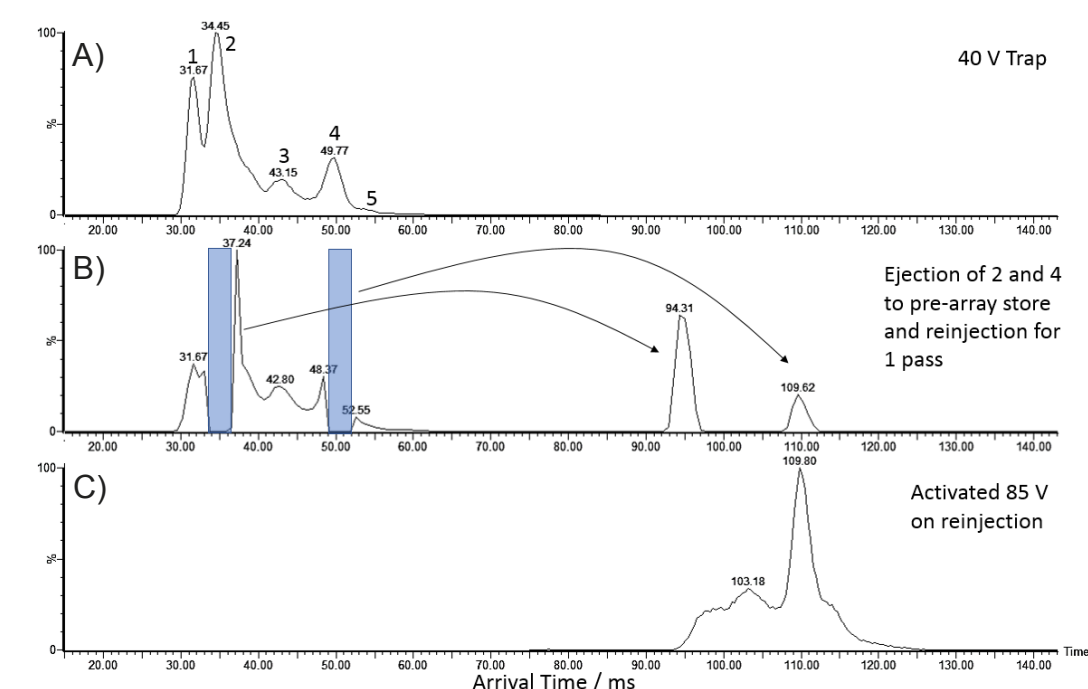 34.45
100
A)
1
2
31.67
40 V Trap
%
4
49.77
3
43.15
5
0
20.00 30.00 40.00 50.00 60.00 70.00 80.00 90.00 100.00 110.00 120.00 130.00 140.00
37.24
100
B)
Ejection of 2 and 4
to pre-array store
and reinjection for
1 pass
94.31
%
31.67
42.80
48.37
52.55
109.62
0
20.00 30.00 40.00 50.00 60.00 70.00 80.00 90.00 100.00 110.00 120.00 130.00 140.00
109.80
100
C)
Activated 85 V
on reinjection
%
103.18
0
Time
20.00 30.00 40.00 50.00 60.00 70.00 80.00 90.00 100.00 110.00 120.00 130.00 140.00
Arrival Time / ms